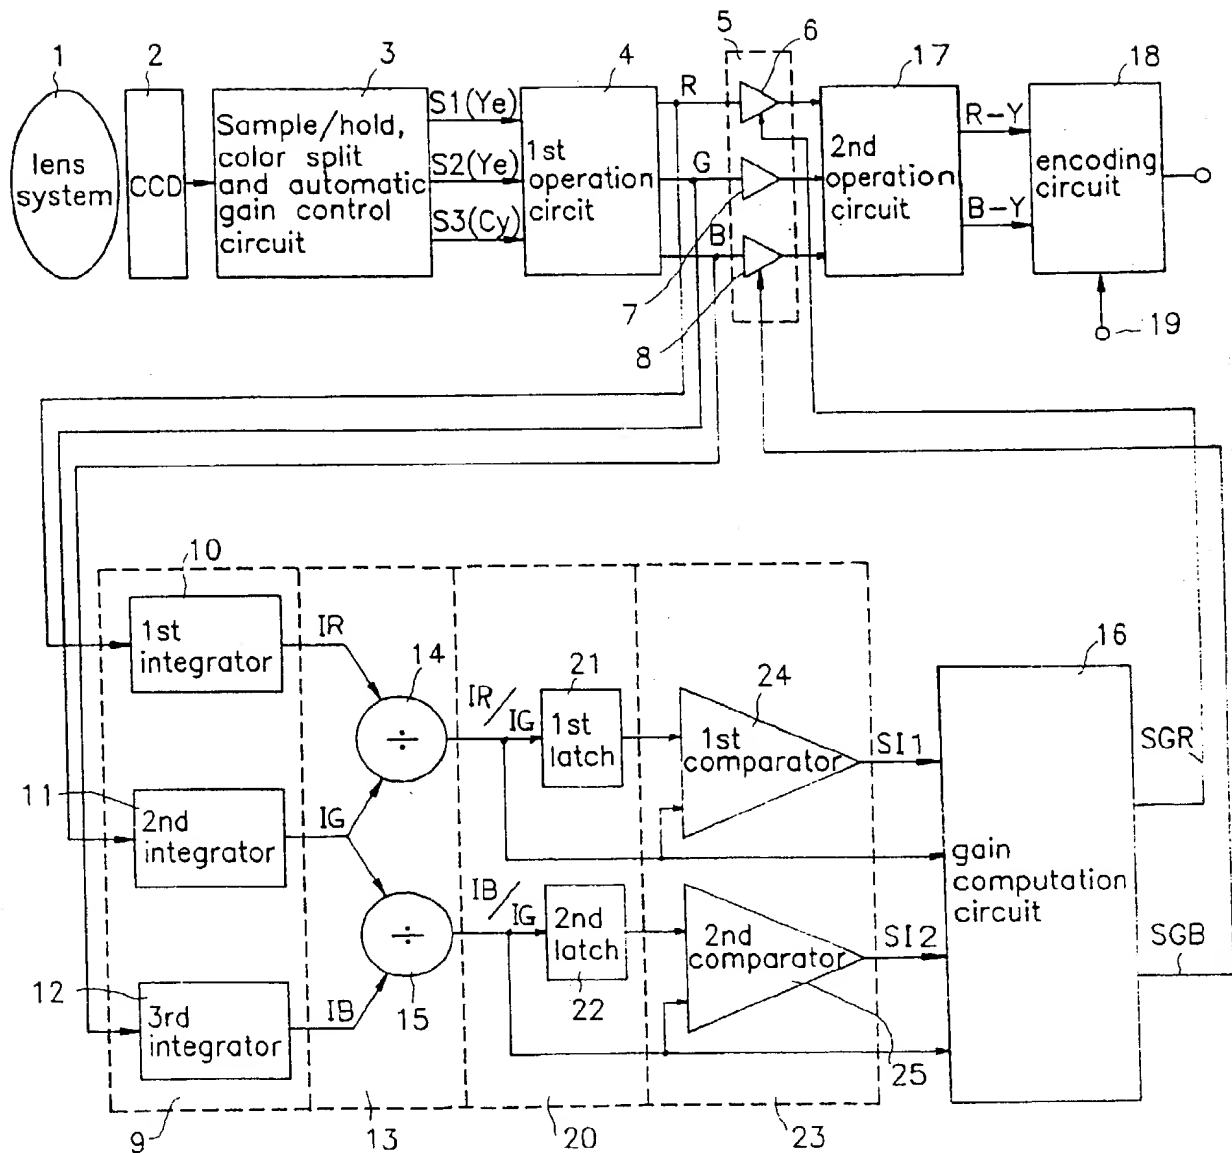 1
2
3
4
5
6
17
18
lens
system
CCD
Sample/hold,
color split
and automatic
gain control
circuit
S1(Ye)
S2(Ye)
S3(Cy)
1st
operation
circit
R
G
B
7
8
2nd
operation
circuit
R-Y
B-Y
encoding
circuit
19
10
1st
integrator
IR
14
÷
IR/IG
21
1st
latch
24
1st
comparator
SI1
16
SGR
11
2nd
integrator
IG
÷
15
IB/IG
2nd
latch
22
2nd
comparator
25
SI2
gain
computation
circuit
SGB
12
3rd
integrator
IB
9
13
20
23